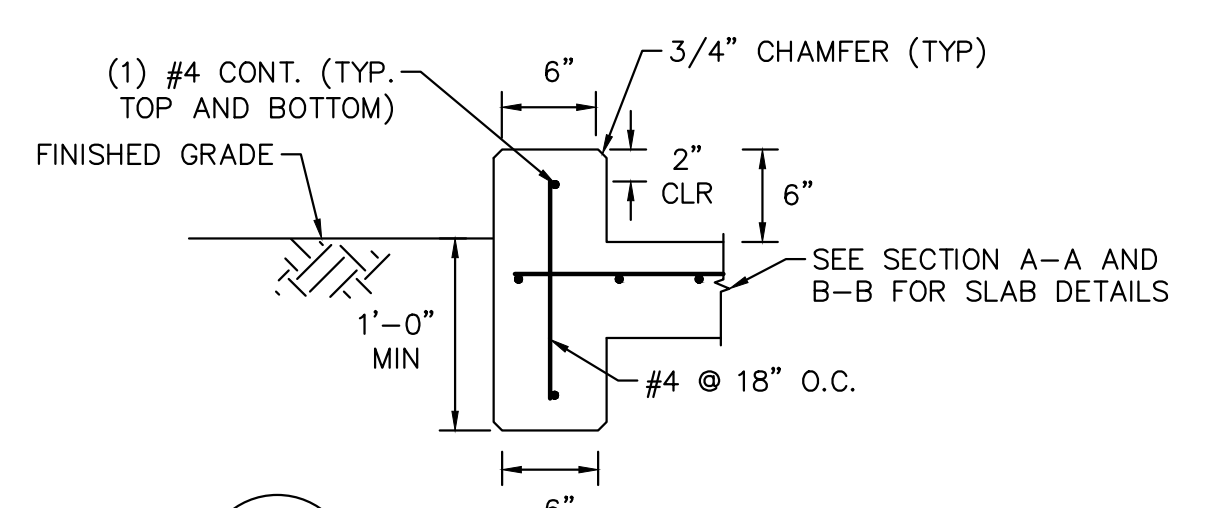 3/4" CHAMFER (TYP)
(1) #4 CONT. (TYP.
TOP AND BOTTOM)
6"
FINISHED GRADE
2"
CLR
6"
SEE SECTION A-A AND
B-B FOR SLAB DETAILS
1'-0"
MIN
#4 @ 18" O.C.
6"